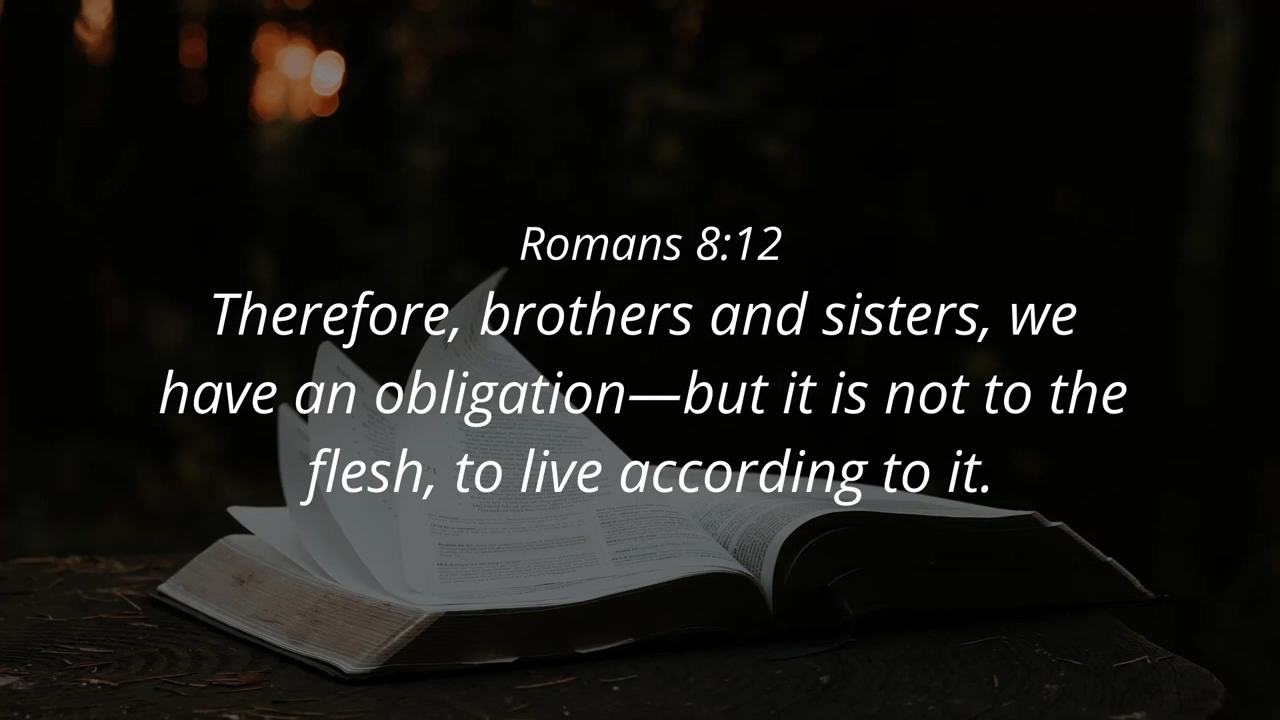 Romans 8:12
Therefore, brothers and sisters, we
have an obligation—but it is not to the
flesh, to live according to it.